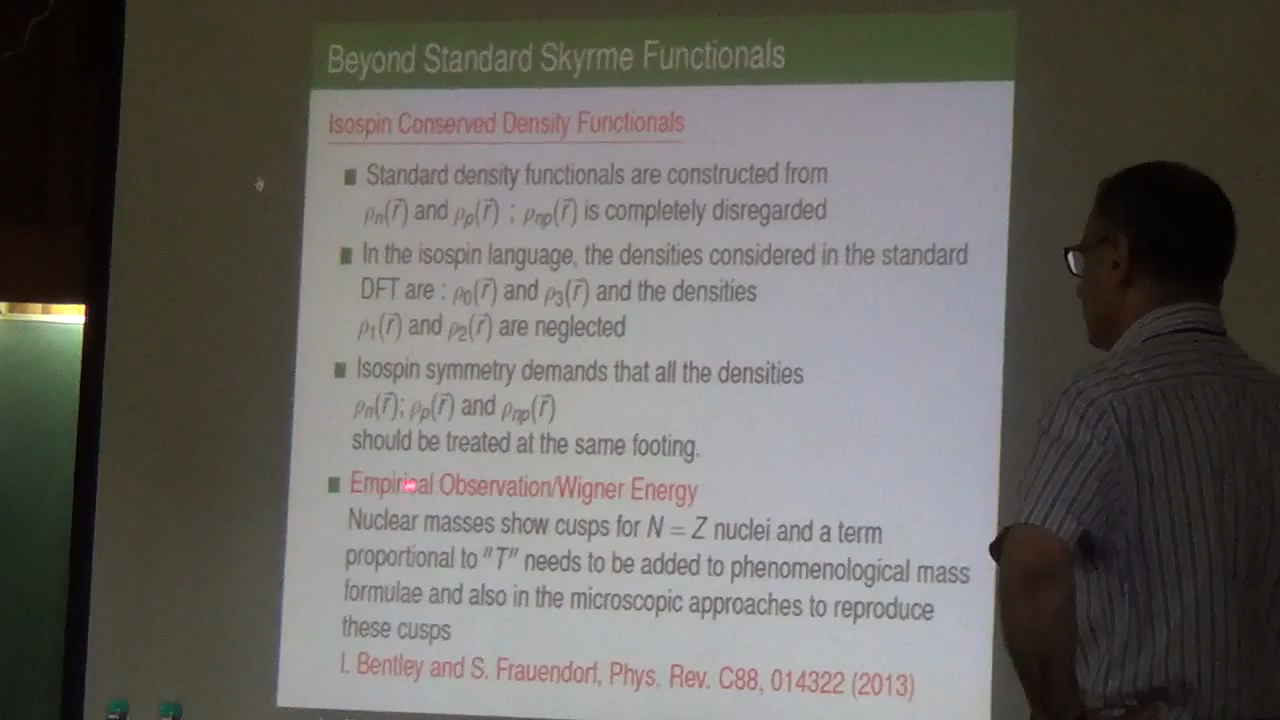 Beyond Standard Skyrme Functionals
Isospin Conserved Density Functionals
■ Standard density functionals are constructed from
ρn(r⃗) and ρp(r⃗) ; ρnp(r⃗) is completely disregarded
■ In the isospin language, the densities considered in the standard
DFT are : ρ0(r⃗) and ρ3(r⃗) and the densities
ρ1(r⃗) and ρ2(r⃗) are neglected
■ Isospin symmetry demands that all the densities
ρn(r⃗); ρp(r⃗) and ρnp(r⃗)
should be treated at the same footing.
■ Empirical Observation/Wigner Energy
Nuclear masses show cusps for N = Z nuclei and a term
proportional to "T" needs to be added to phenomenological mass
formulae and also in the microscopic approaches to reproduce
these cusps
I. Bentley and S. Frauendorf, Phys. Rev. C88, 014322 (2013)